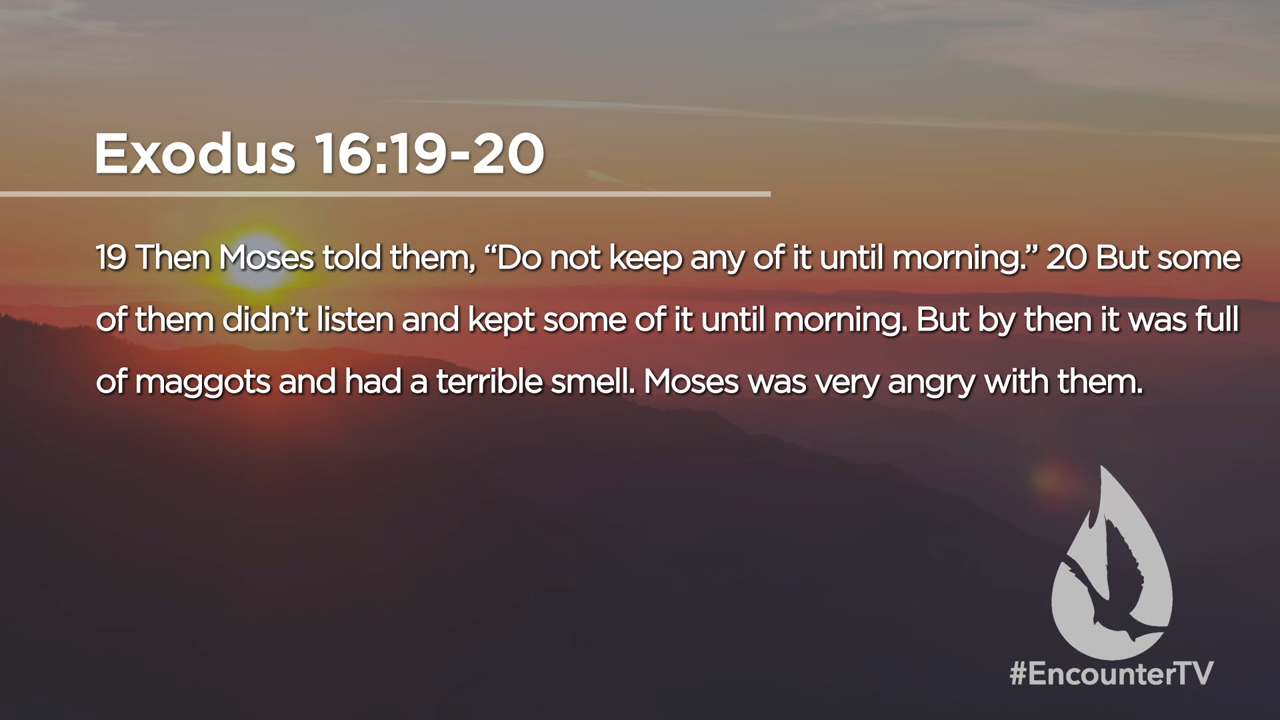 Exodus 16:19-20
19 Then Moses told them, “Do not keep any of it until morning.” 20 But some
of them didn’t listen and kept some of it until morning. But by then it was full
of maggots and had a terrible smell. Moses was very angry with them.
#EncounterTV